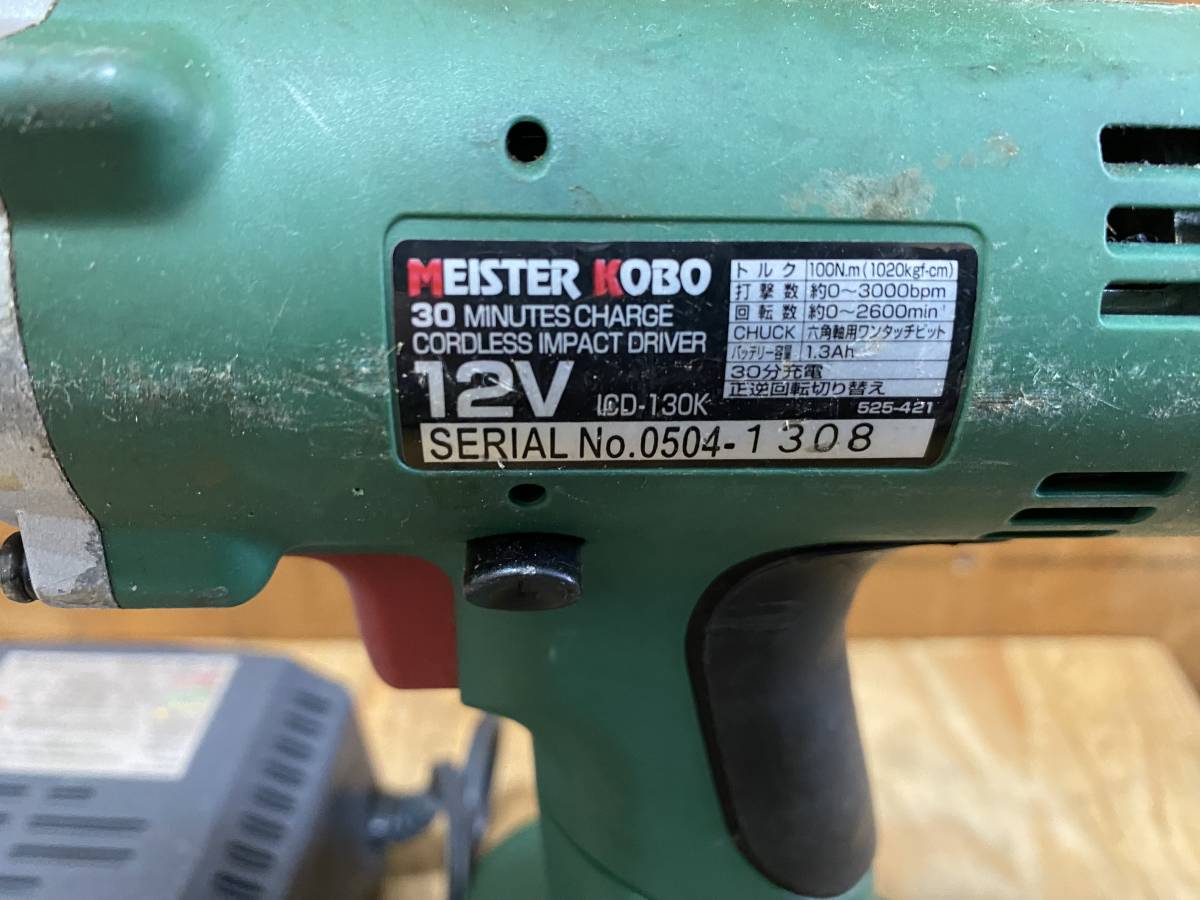 MEISTER KOBO
30 MINUTES CHARGE
CORDLESS IMPACT DRIVER
12V ICD-130K
トルク 100N.m(1020kgf-cm)
打撃数 約0〜3000bpm
回転数 約0〜2600min
CHUCK 六角軸用ワンタッチビット
バッテリー容量 1.3Ah
30分充電
正逆回転切り替え
525-421
SERIAL No.0504-1308